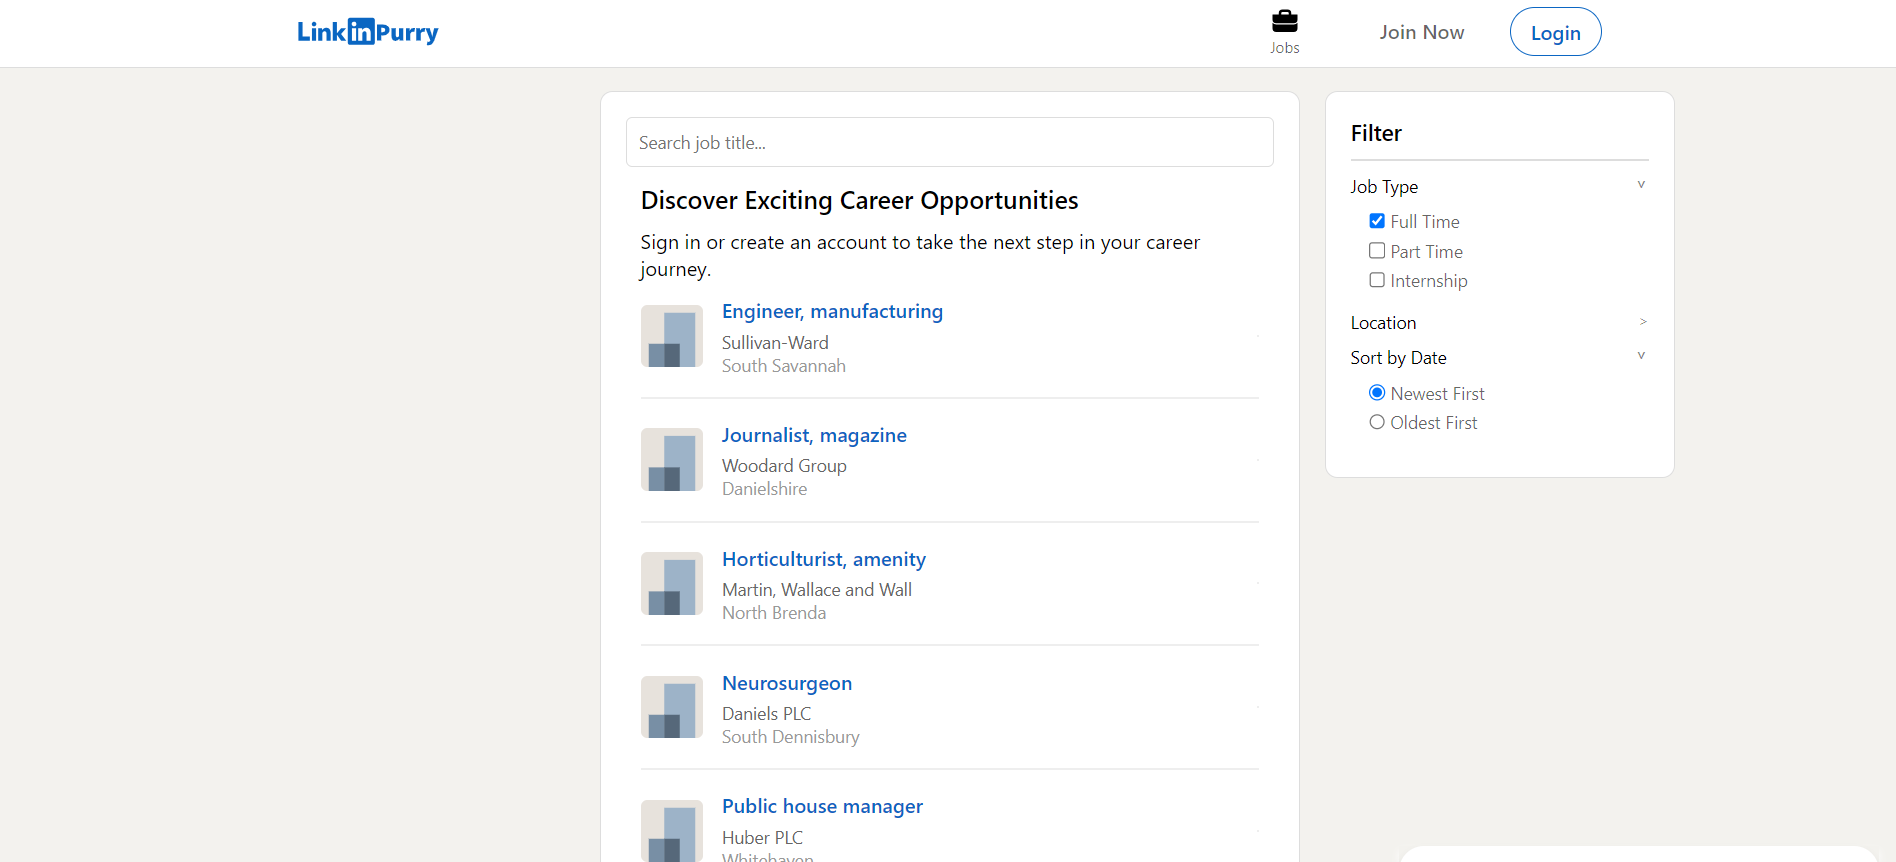 LinkinPurry
Jobs
Join Now
Login
Search job title...
Discover Exciting Career Opportunities
Sign in or create an account to take the next step in your career
journey.
Engineer, manufacturing
Sullivan-Ward
South Savannah
Journalist, magazine
Woodard Group
Danielshire
Horticulturist, amenity
Martin, Wallace and Wall
North Brenda
Neurosurgeon
Daniels PLC
South Dennisbury
Public house manager
Huber PLC
Whitehaven
Filter
Job Type
Full Time
Part Time
Internship
Location
Sort by Date
Newest First
Oldest First